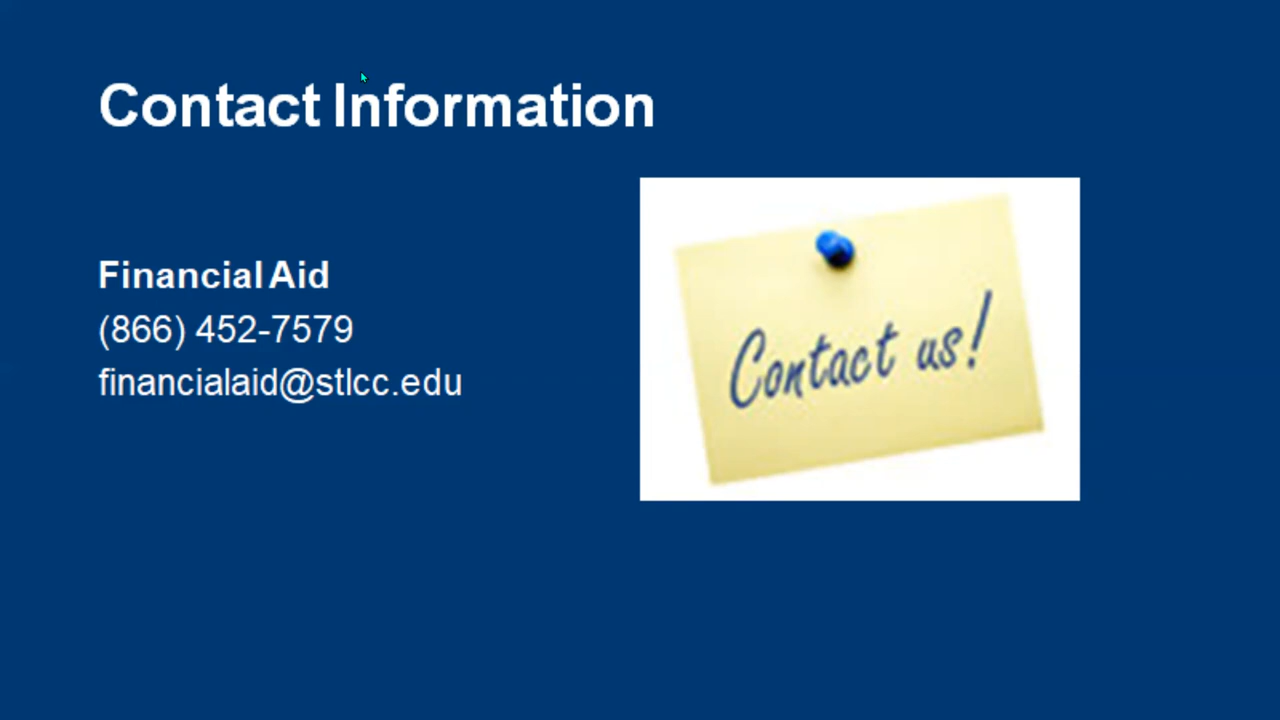 Contact Information
Financial Aid
(866) 452-7579
financialaid@stlcc.edu
Contact us!